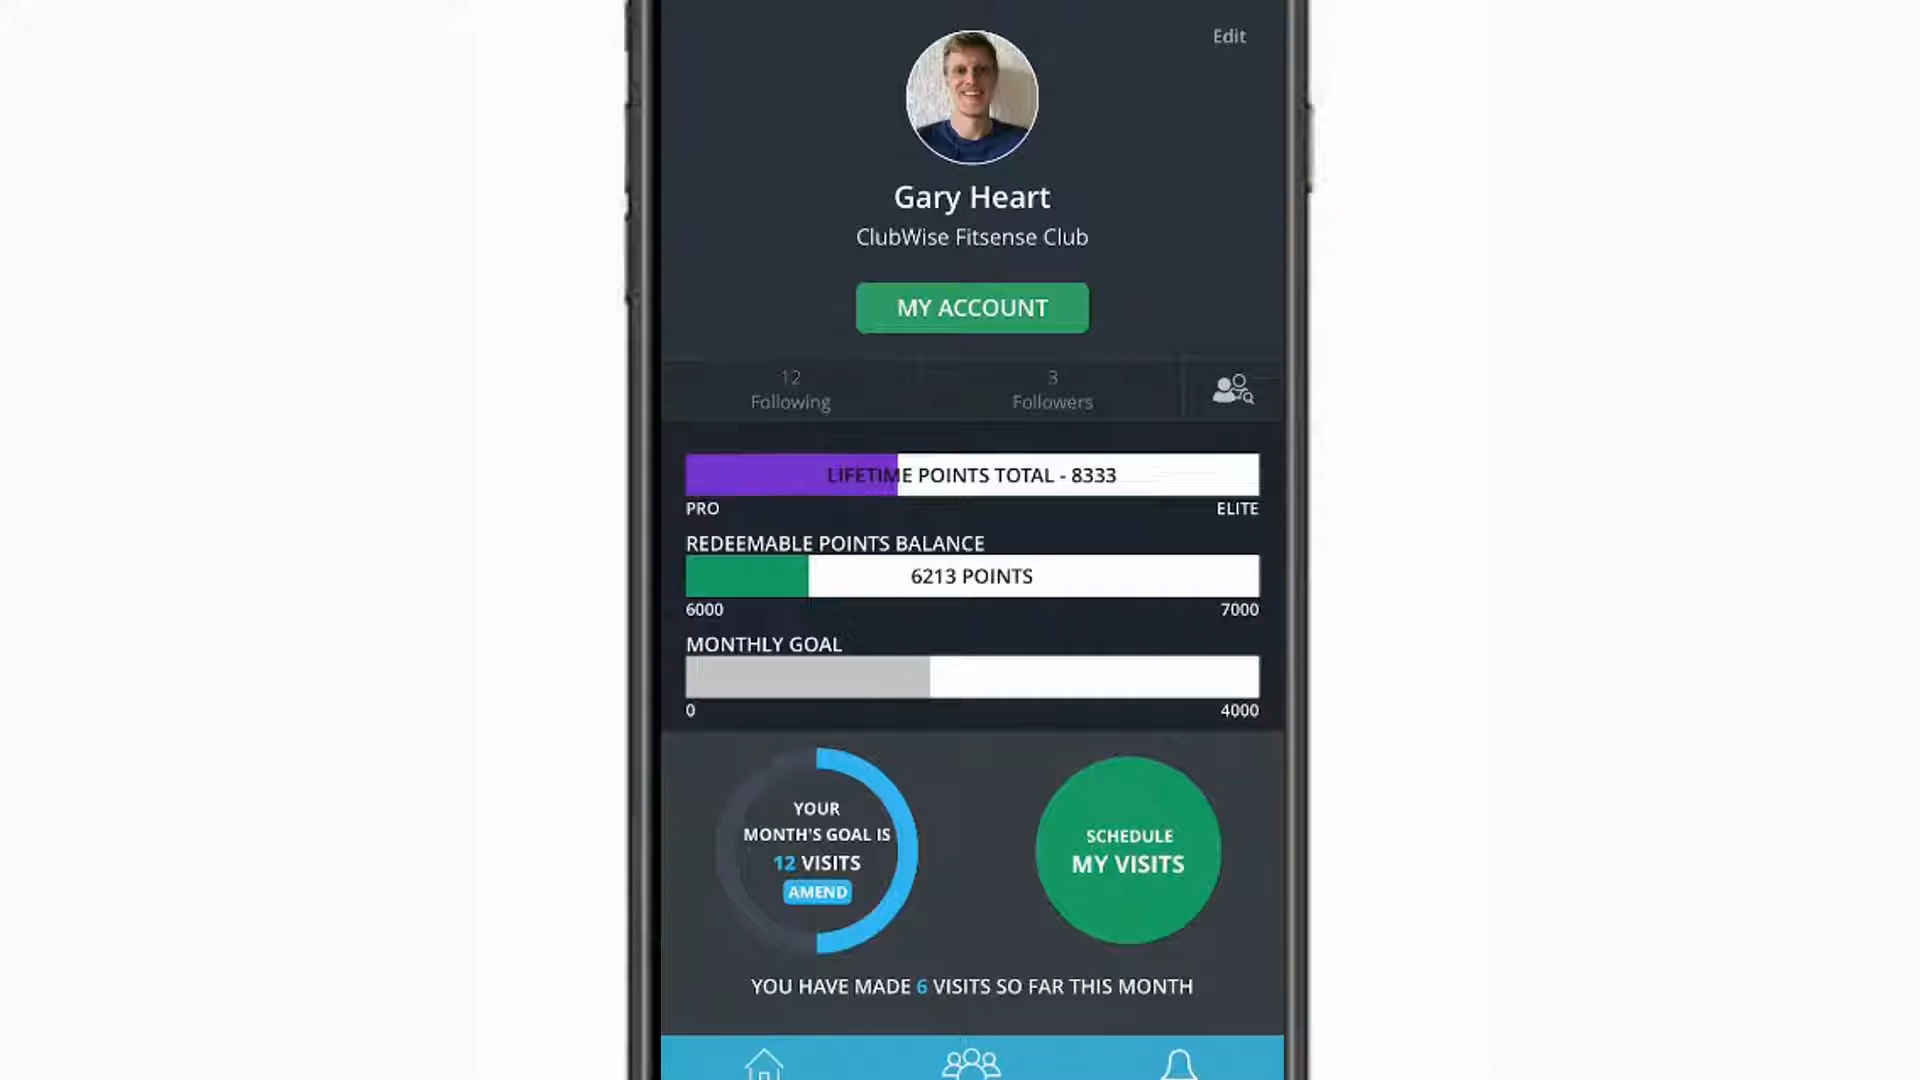 Edit
Gary Heart
ClubWise Fitsense Club
MY ACCOUNT
12
Following
3
Followers
LIFETIME POINTS TOTAL - 8333
PRO
ELITE
REDEEMABLE POINTS BALANCE
6213 POINTS
6000
7000
MONTHLY GOAL
0
4000
YOUR
MONTH'S GOAL IS
12 VISITS
AMEND
SCHEDULE
MY VISITS
YOU HAVE MADE 6 VISITS SO FAR THIS MONTH